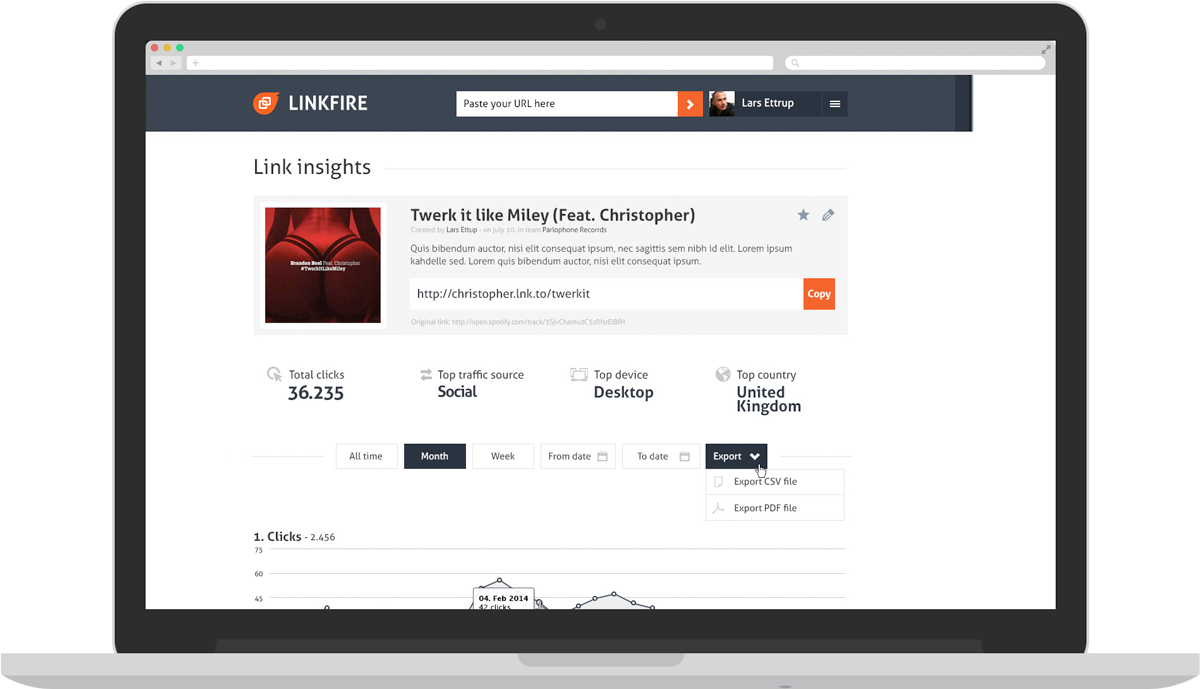 LINKFIRE
Paste your URL here
Lars Ettrup
Link insights
Twerk it like Miley (Feat. Christopher)
Created by Lars Ettup - on july 10. in team Parlophone Recorrds
Quis bibendum auctor, nisi elit consequat ipsum, nec sagittis sem nibh id elit. Lorem ipsum
kahdelle sed. Lorem quis bibendum auctor, nisi elit consequat ipsum.
Brandon Beal Feat. Christopher
#TwerkItLikeMiley
http://christopher.lnk.to/twerkit
Copy
Original link: http://open.spotify.com/track/
Total clicks
36.235
Top traffic source
Social
Top device
Desktop
Top country
United
Kingdom
All time
Month
Week
From date
To date
Export
Export CSV file
Export PDF file
1. Clicks - 2.456
75
60
45
04. Feb 2014
42 clicks